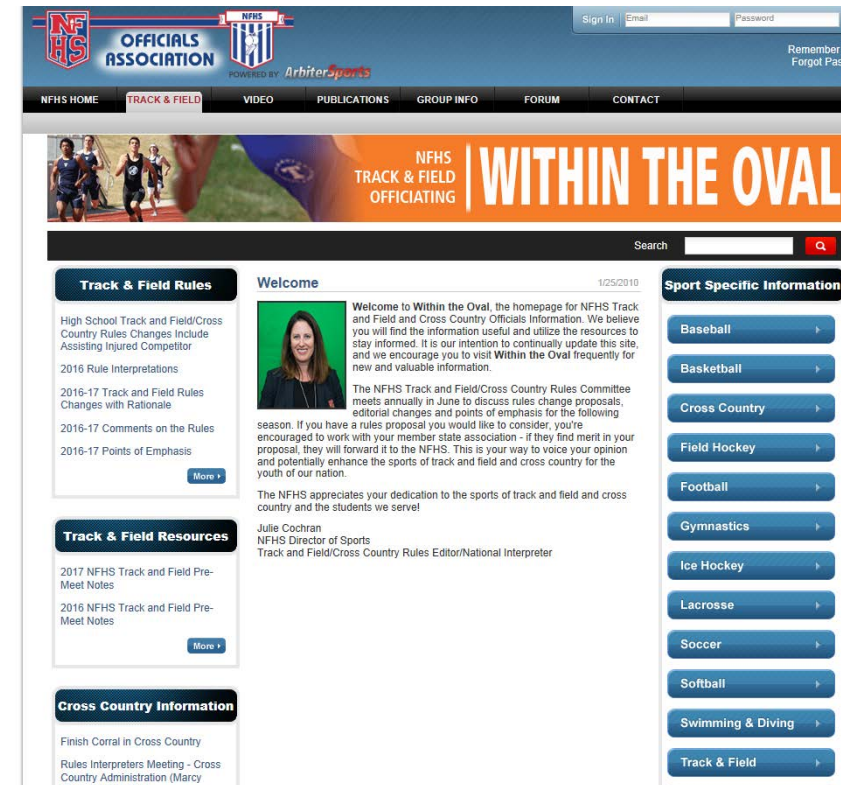 NFHS
OFFICIALS
ASSOCIATION
NFHS
POWERED BY ArbiterSports
Sign In Email Password
Remember
Forgot Pas
NFHS HOME TRACK & FIELD VIDEO PUBLICATIONS GROUP INFO FORUM CONTACT
NFHS
TRACK & FIELD
OFFICIATING
WITHIN THE OVAL
Search
Track & Field Rules
High School Track and Field/Cross
Country Rules Changes Include
Assisting Injured Competitor
2016 Rule Interpretations
2016-17 Track and Field Rules
Changes with Rationale
2016-17 Comments on the Rules
2016-17 Points of Emphasis
More
Track & Field Resources
2017 NFHS Track and Field Pre-
Meet Notes
2016 NFHS Track and Field Pre-
Meet Notes
More
Cross Country Information
Finish Corral in Cross Country
Rules Interpreters Meeting - Cross
Country Administration (Marcy
Welcome 1/25/2010
Welcome to Within the Oval, the homepage for NFHS Track
and Field and Cross Country Officials Information. We believe
you will find the information useful and utilize the resources to
stay informed. It is our intention to continually update this site,
and we encourage you to visit Within the Oval frequently for
new and valuable information.
The NFHS Track and Field/Cross Country Rules Committee
meets annually in June to discuss rules change proposals,
editorial changes and points of emphasis for the following
season. If you have a rules proposal you would like to consider, you're
encouraged to work with your member state association - if they find merit in your
proposal, they will forward it to the NFHS. This is your way to voice your opinion
and potentially enhance the sports of track and field and cross country for the
youth of our nation.
The NFHS appreciates your dedication to the sports of track and field and cross
country and the students we serve!
Julie Cochran
NFHS Director of Sports
Track and Field/Cross Country Rules Editor/National Interpreter
Sport Specific Information
Baseball
Basketball
Cross Country
Field Hockey
Football
Gymnastics
Ice Hockey
Lacrosse
Soccer
Softball
Swimming & Diving
Track & Field